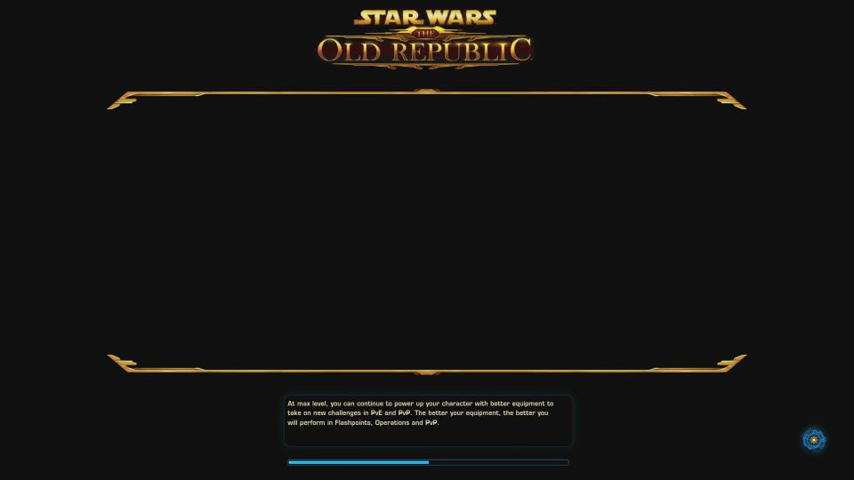 STAR WARS
THE
OLD REPUBLIC
At max level, you can continue to power up your character with better equipment to
take on new challenges in PvE and PvP. The better your equipment, the better you
will perform in Flashpoints, Operations and PvP.